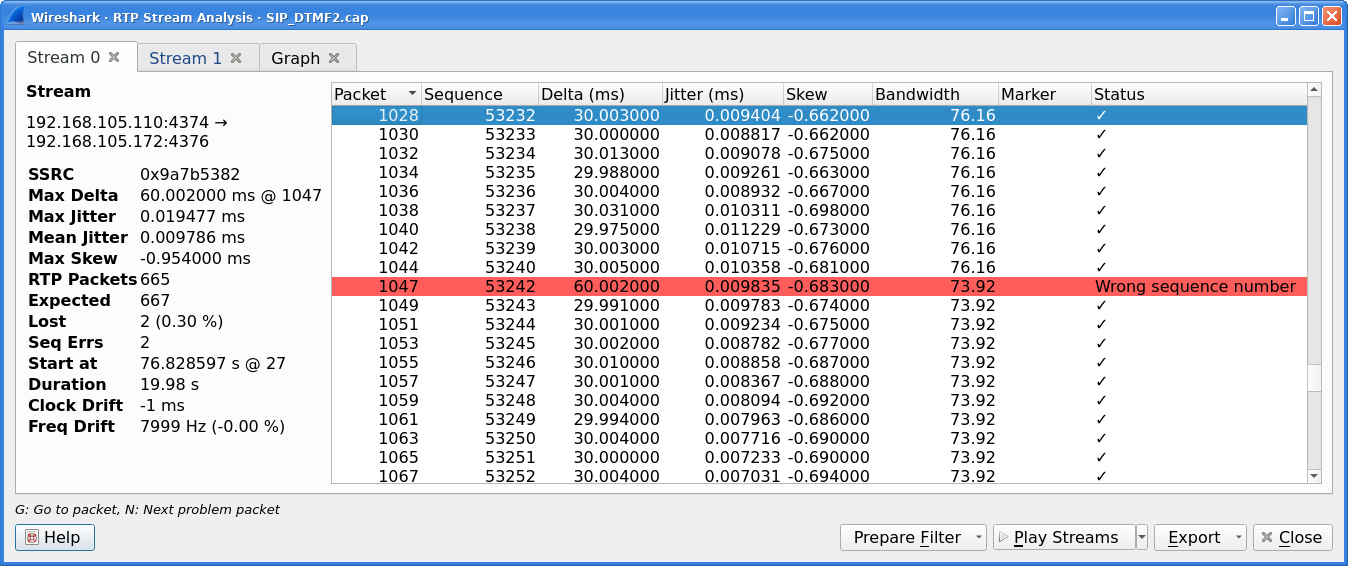 Wireshark · RTP Stream Analysis · SIP_DTMF2.cap
Stream 0 Stream 1 Graph
Stream
192.168.105.110:4374 →
192.168.105.172:4376
SSRC 0x9a7b5382
Max Delta 60.002000 ms @ 1047
Max Jitter 0.019477 ms
Mean Jitter 0.009786 ms
Max Skew -0.954000 ms
RTP Packets 665
Expected 667
Lost 2 (0.30 %)
Seq Errs 2
Start at 76.828597 s @ 27
Duration 19.98 s
Clock Drift -1 ms
Freq Drift 7999 Hz (-0.00 %)
Packet Sequence Delta (ms) Jitter (ms) Skew Bandwidth Marker Status
1028 53232 30.003000 0.009404 -0.662000 76.16 ✓
1030 53233 30.000000 0.008817 -0.662000 76.16 ✓
1032 53234 30.013000 0.009078 -0.675000 76.16 ✓
1034 53235 29.988000 0.009261 -0.663000 76.16 ✓
1036 53236 30.004000 0.008932 -0.667000 76.16 ✓
1038 53237 30.031000 0.010311 -0.698000 76.16 ✓
1040 53238 29.975000 0.011229 -0.673000 76.16 ✓
1042 53239 30.003000 0.010715 -0.676000 76.16 ✓
1044 53240 30.005000 0.010358 -0.681000 76.16 ✓
1047 53242 60.002000 0.009835 -0.683000 73.92 Wrong sequence number
1049 53243 29.991000 0.009783 -0.674000 73.92 ✓
1051 53244 30.001000 0.009234 -0.675000 73.92 ✓
1053 53245 30.002000 0.008782 -0.677000 73.92 ✓
1055 53246 30.010000 0.008858 -0.687000 73.92 ✓
1057 53247 30.001000 0.008367 -0.688000 73.92 ✓
1059 53248 30.004000 0.008094 -0.692000 73.92 ✓
1061 53249 29.994000 0.007963 -0.686000 73.92 ✓
1063 53250 30.004000 0.007716 -0.690000 73.92 ✓
1065 53251 30.000000 0.007233 -0.690000 73.92 ✓
1067 53252 30.004000 0.007031 -0.694000 73.92 ✓
G: Go to packet, N: Next problem packet
Help Prepare Filter Play Streams Export Close